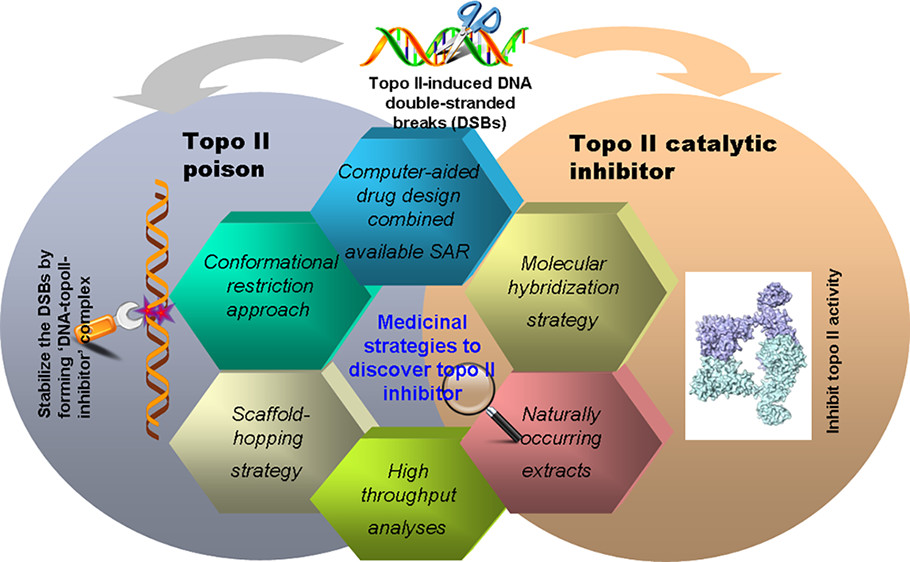 Topo II-induced DNA
double-stranded
breaks (DSBs)
Topo II
poison
Topo II catalytic
inhibitor
Computer-aided
drug design
combined
available SAR
Conformational
restriction
approach
Molecular
hybridization
strategy
Stabilize the DSBs by
forming ‘DNA-topoII-
inhibitor’ complex
Medicinal
strategies to
discover topo II
inhibitor
Inhibit topo II activity
Scaffold-
hopping
strategy
Naturally
occurring
extracts
High
throughput
analyses